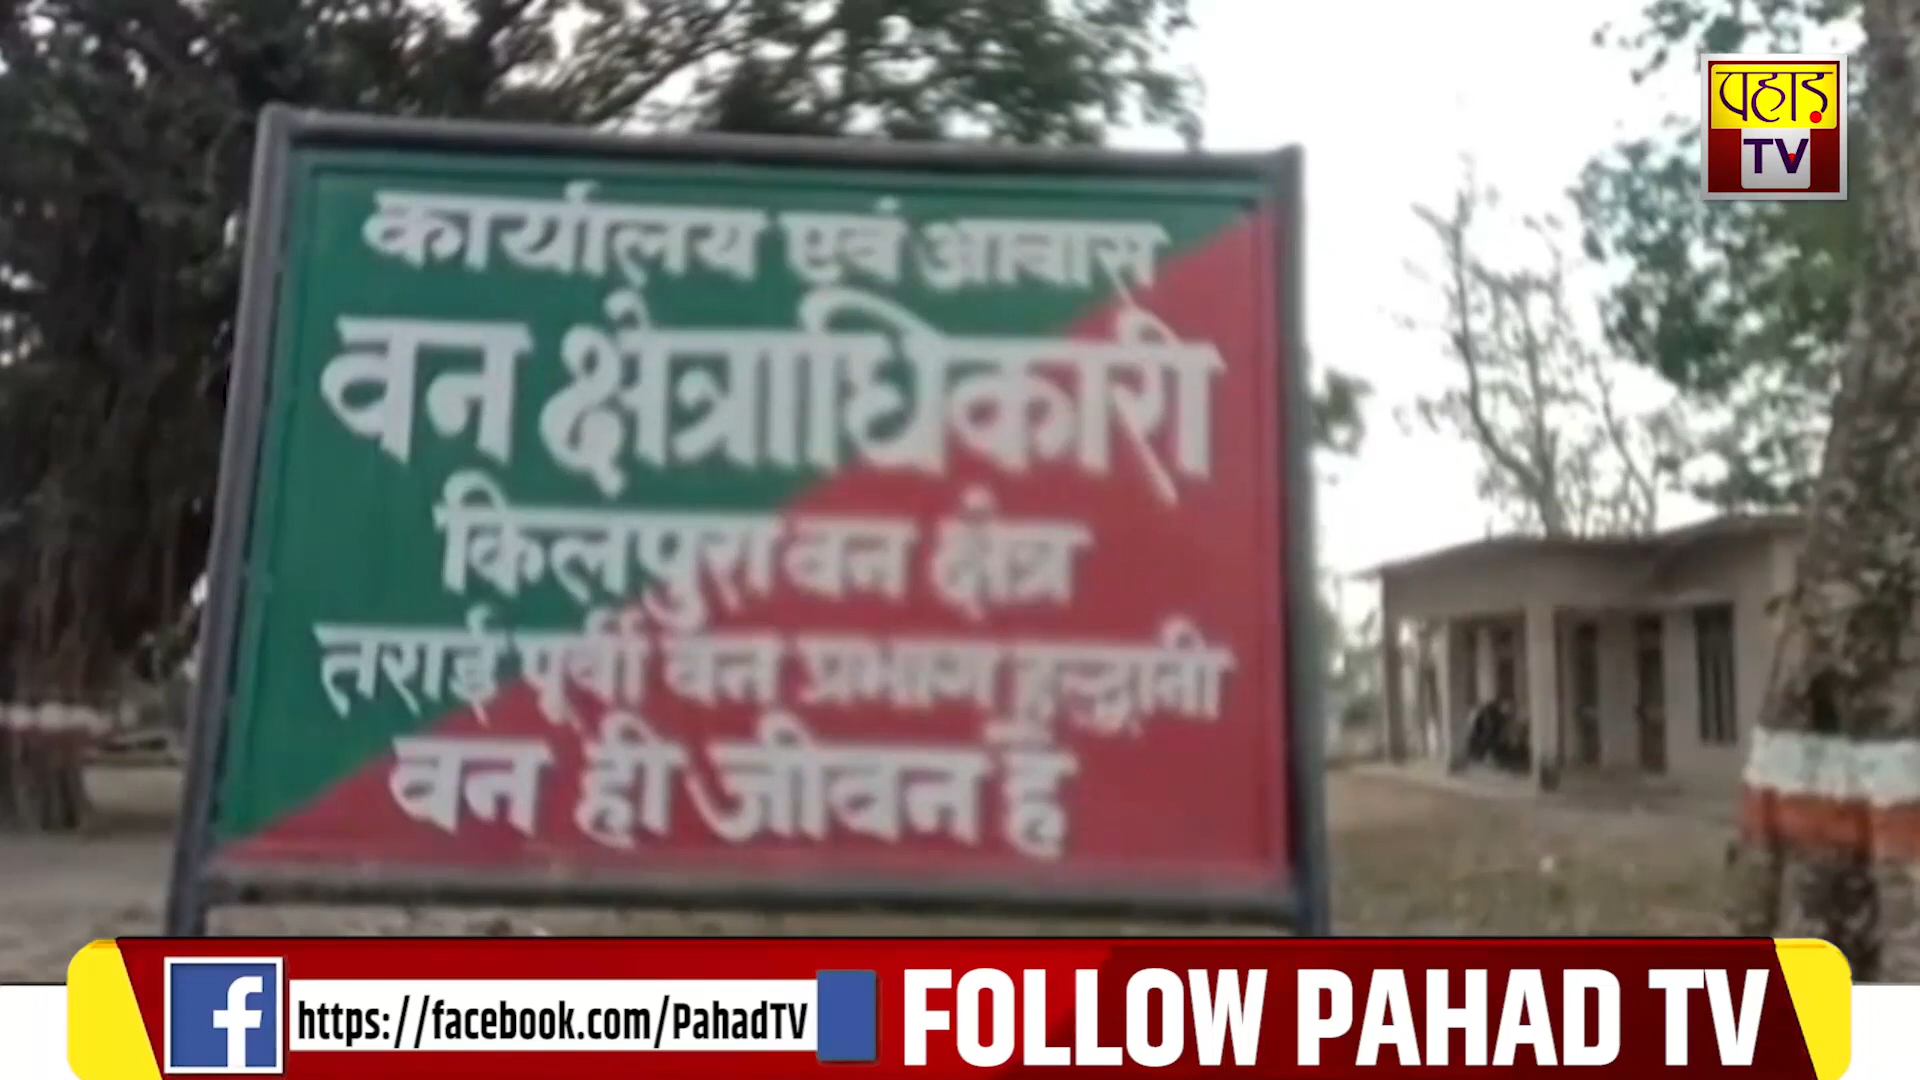 पहाड़
TV
कार्यालय एवं आवास
वन क्षेत्राधिकारी
किलपुरा वन क्षेत्र
तराई पूर्वी वन प्रभाग हल्द्वानी
वन ही जीवन है
https://facebook.com/PahadTV
FOLLOW PAHAD TV